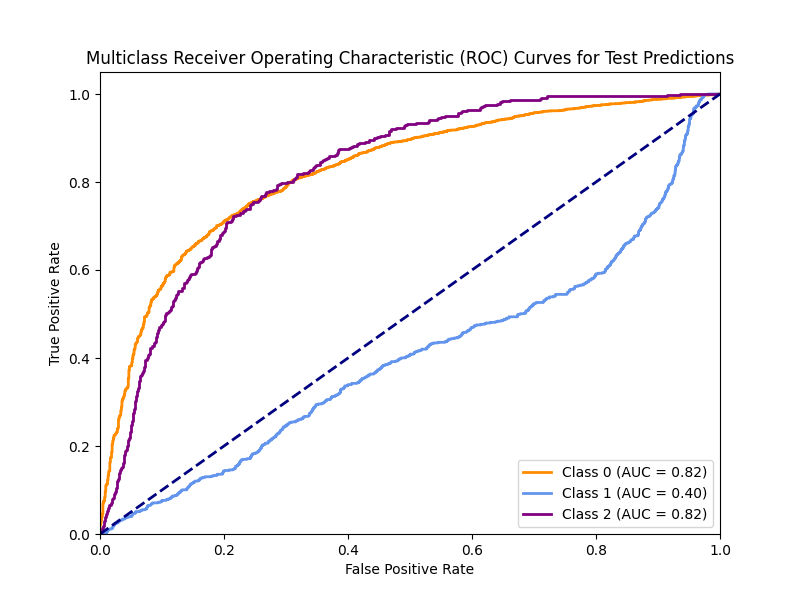 Multiclass Receiver Operating Characteristic (ROC) Curves for Test Predictions
True Positive Rate
1.0
0.8
0.6
0.4
0.2
0.0
0.0 0.2 0.4 0.6 0.8 1.0
False Positive Rate
Class 0 (AUC = 0.82)
Class 1 (AUC = 0.40)
Class 2 (AUC = 0.82)